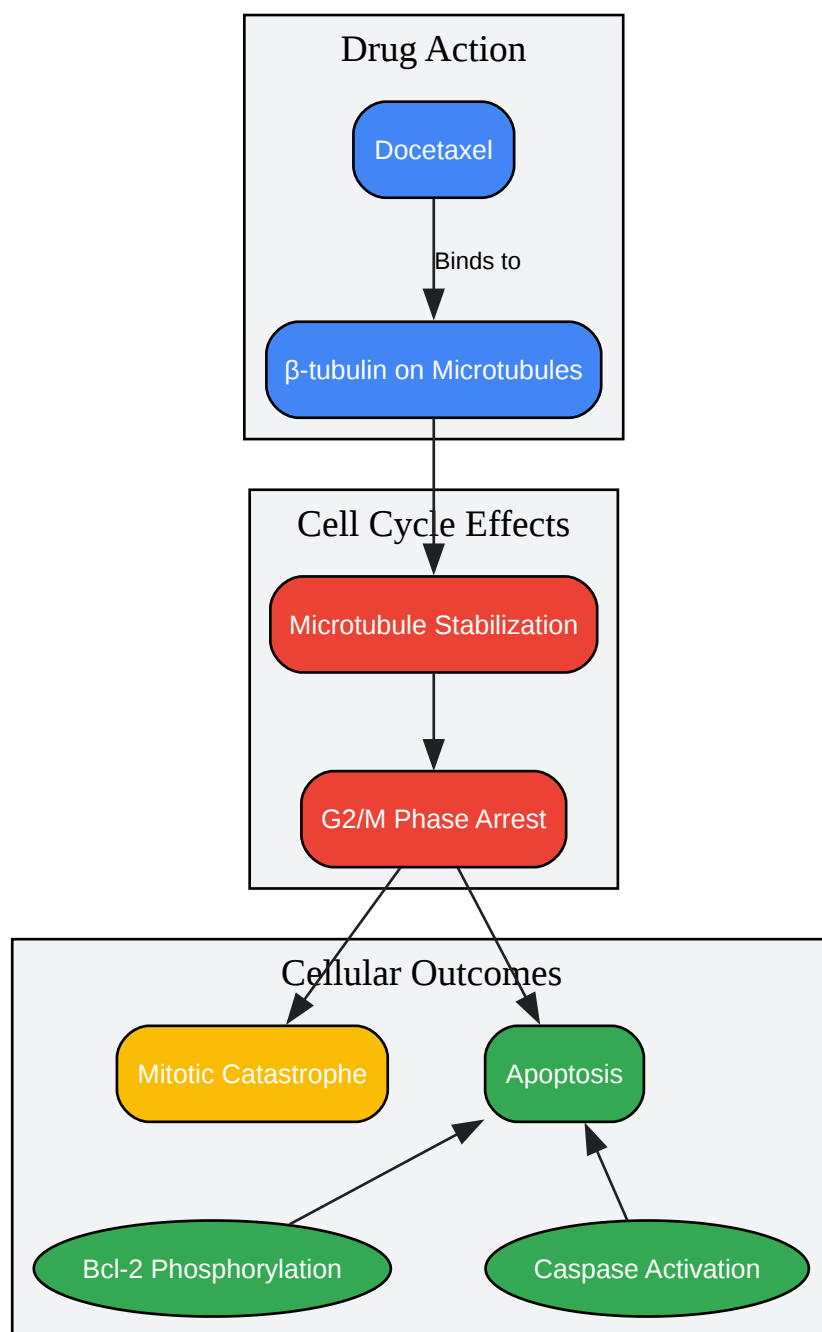 Drug Action
Docetaxel
Binds to
β-tubulin on Microtubules
Cell Cycle Effects
Microtubule Stabilization
G2/M Phase Arrest
Cellular Outcomes
Mitotic Catastrophe
Apoptosis
Bcl-2 Phosphorylation
Caspase Activation